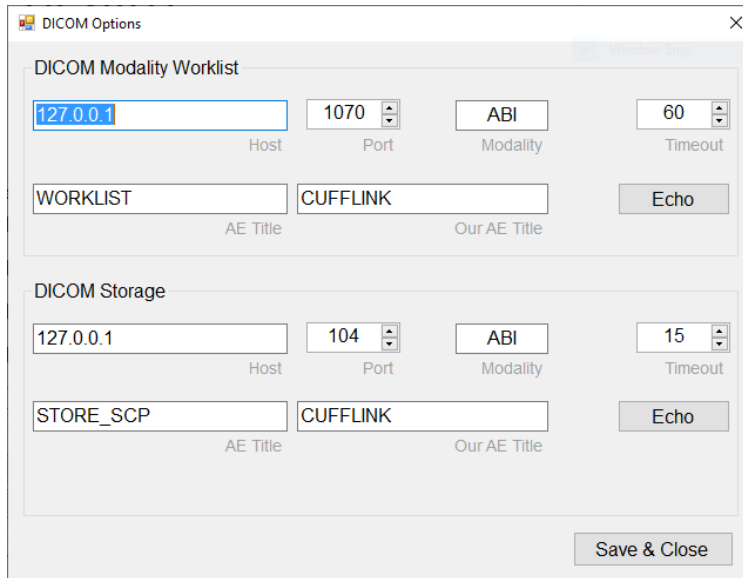 DICOM Options
Window Snip
DICOM Modality Worklist
127.0.0.1 1070 ABI 60
Host Port Modality Timeout
WORKLIST CUFFLINK Echo
AE Title Our AE Title
DICOM Storage
127.0.0.1 104 ABI 15
Host Port Modality Timeout
STORE_SCP CUFFLINK Echo
AE Title Our AE Title
Save & Close